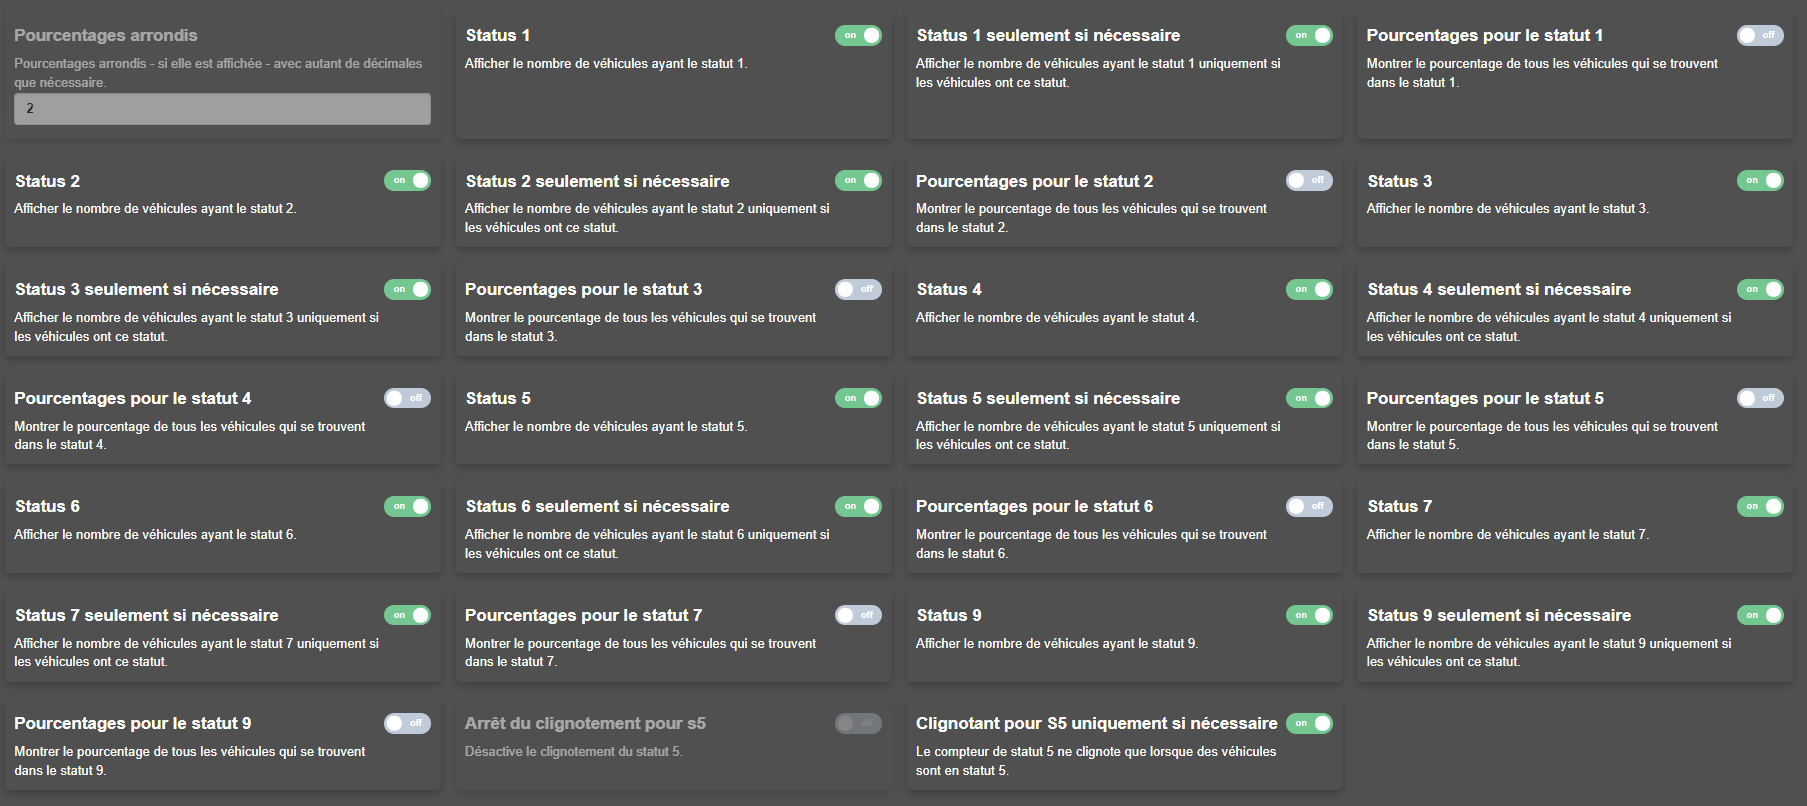 Pourcentages arrondis
Pourcentages arrondis - si elle est affichée - avec autant de décimales
que nécessaire.
2
Status 1
on
Afficher le nombre de véhicules ayant le statut 1.
Status 1 seulement si nécessaire
on
Afficher le nombre de véhicules ayant le statut 1 uniquement si
les véhicules ont ce statut.
Pourcentages pour le statut 1
off
Montrer le pourcentage de tous les véhicules qui se trouvent
dans le statut 1.
Status 2
on
Afficher le nombre de véhicules ayant le statut 2.
Status 2 seulement si nécessaire
on
Afficher le nombre de véhicules ayant le statut 2 uniquement si
les véhicules ont ce statut.
Pourcentages pour le statut 2
off
Montrer le pourcentage de tous les véhicules qui se trouvent
dans le statut 2.
Status 3
on
Afficher le nombre de véhicules ayant le statut 3.
Status 3 seulement si nécessaire
on
Afficher le nombre de véhicules ayant le statut 3 uniquement si
les véhicules ont ce statut.
Pourcentages pour le statut 3
off
Montrer le pourcentage de tous les véhicules qui se trouvent
dans le statut 3.
Status 4
on
Afficher le nombre de véhicules ayant le statut 4.
Status 4 seulement si nécessaire
on
Afficher le nombre de véhicules ayant le statut 4 uniquement si
les véhicules ont ce statut.
Pourcentages pour le statut 4
off
Montrer le pourcentage de tous les véhicules qui se trouvent
dans le statut 4.
Status 5
on
Afficher le nombre de véhicules ayant le statut 5.
Status 5 seulement si nécessaire
on
Afficher le nombre de véhicules ayant le statut 5 uniquement si
les véhicules ont ce statut.
Pourcentages pour le statut 5
off
Montrer le pourcentage de tous les véhicules qui se trouvent
dans le statut 5.
Status 6
on
Afficher le nombre de véhicules ayant le statut 6.
Status 6 seulement si nécessaire
on
Afficher le nombre de véhicules ayant le statut 6 uniquement si
les véhicules ont ce statut.
Pourcentages pour le statut 6
off
Montrer le pourcentage de tous les véhicules qui se trouvent
dans le statut 6.
Status 7
on
Afficher le nombre de véhicules ayant le statut 7.
Status 7 seulement si nécessaire
on
Afficher le nombre de véhicules ayant le statut 7 uniquement si
les véhicules ont ce statut.
Pourcentages pour le statut 7
off
Montrer le pourcentage de tous les véhicules qui se trouvent
dans le statut 7.
Status 9
on
Afficher le nombre de véhicules ayant le statut 9.
Status 9 seulement si nécessaire
on
Afficher le nombre de véhicules ayant le statut 9 uniquement si
les véhicules ont ce statut.
Pourcentages pour le statut 9
off
Montrer le pourcentage de tous les véhicules qui se trouvent
dans le statut 9.
Arrêt du clignotement pour s5
off
Désactive le clignotement du statut 5.
Clignotant pour S5 uniquement si nécessaire
on
Le compteur de statut 5 ne clignote que lorsque des véhicules
sont en statut 5.